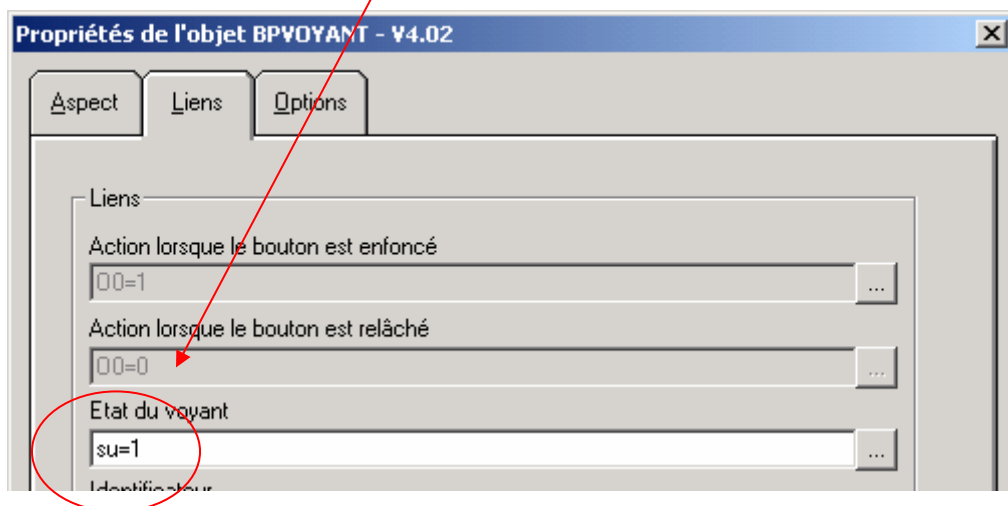 Propriétés de l'objet BPVOYANT - V4.02
Aspect Liens Options
Liens
Action lorsque le bouton est enfoncé
O0=1 ...
Action lorsque le bouton est relâché
O0=0 ...
Etat du voyant
su=1 ...
Identificateur